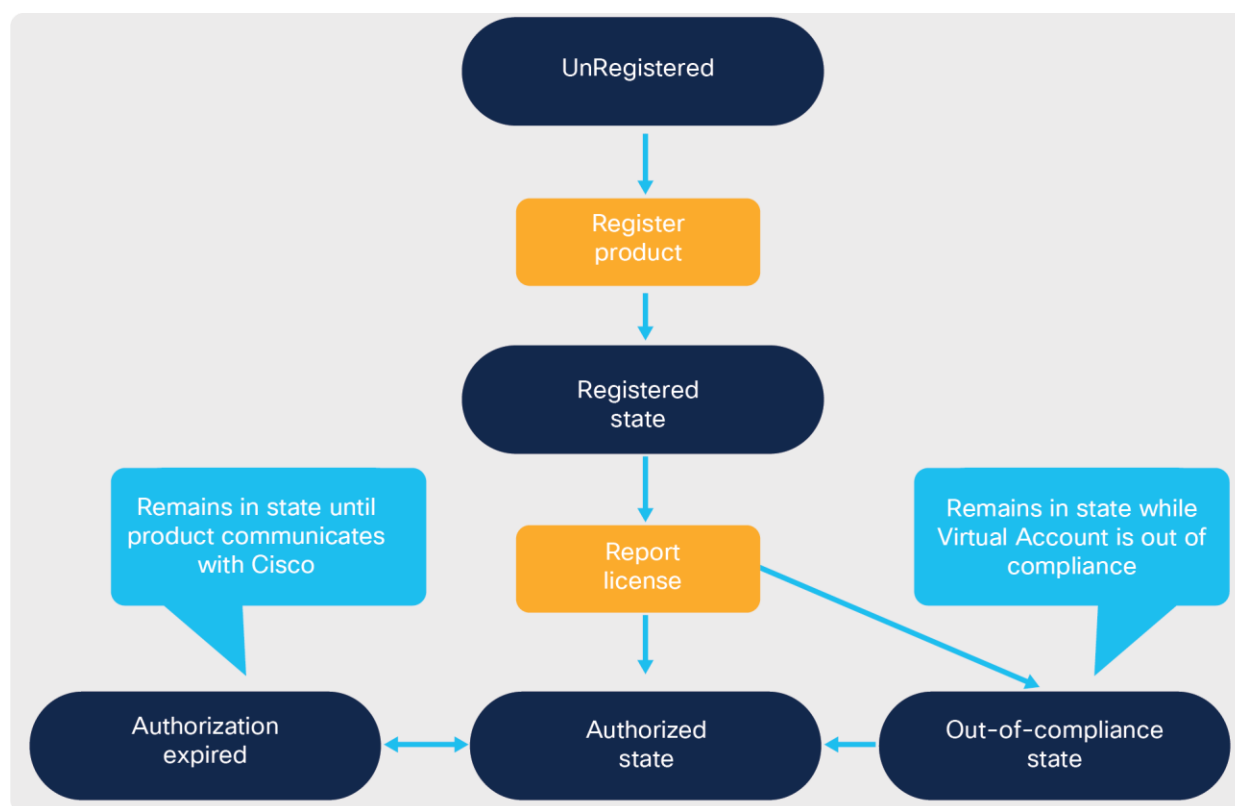 UnRegistered
Register
product
Registered
state
Remains in state until
product communicates
with Cisco
Report
license
Remains in state while
Virtual Account is out of
compliance
Authorization
expired
Authorized
state
Out-of-compliance
state